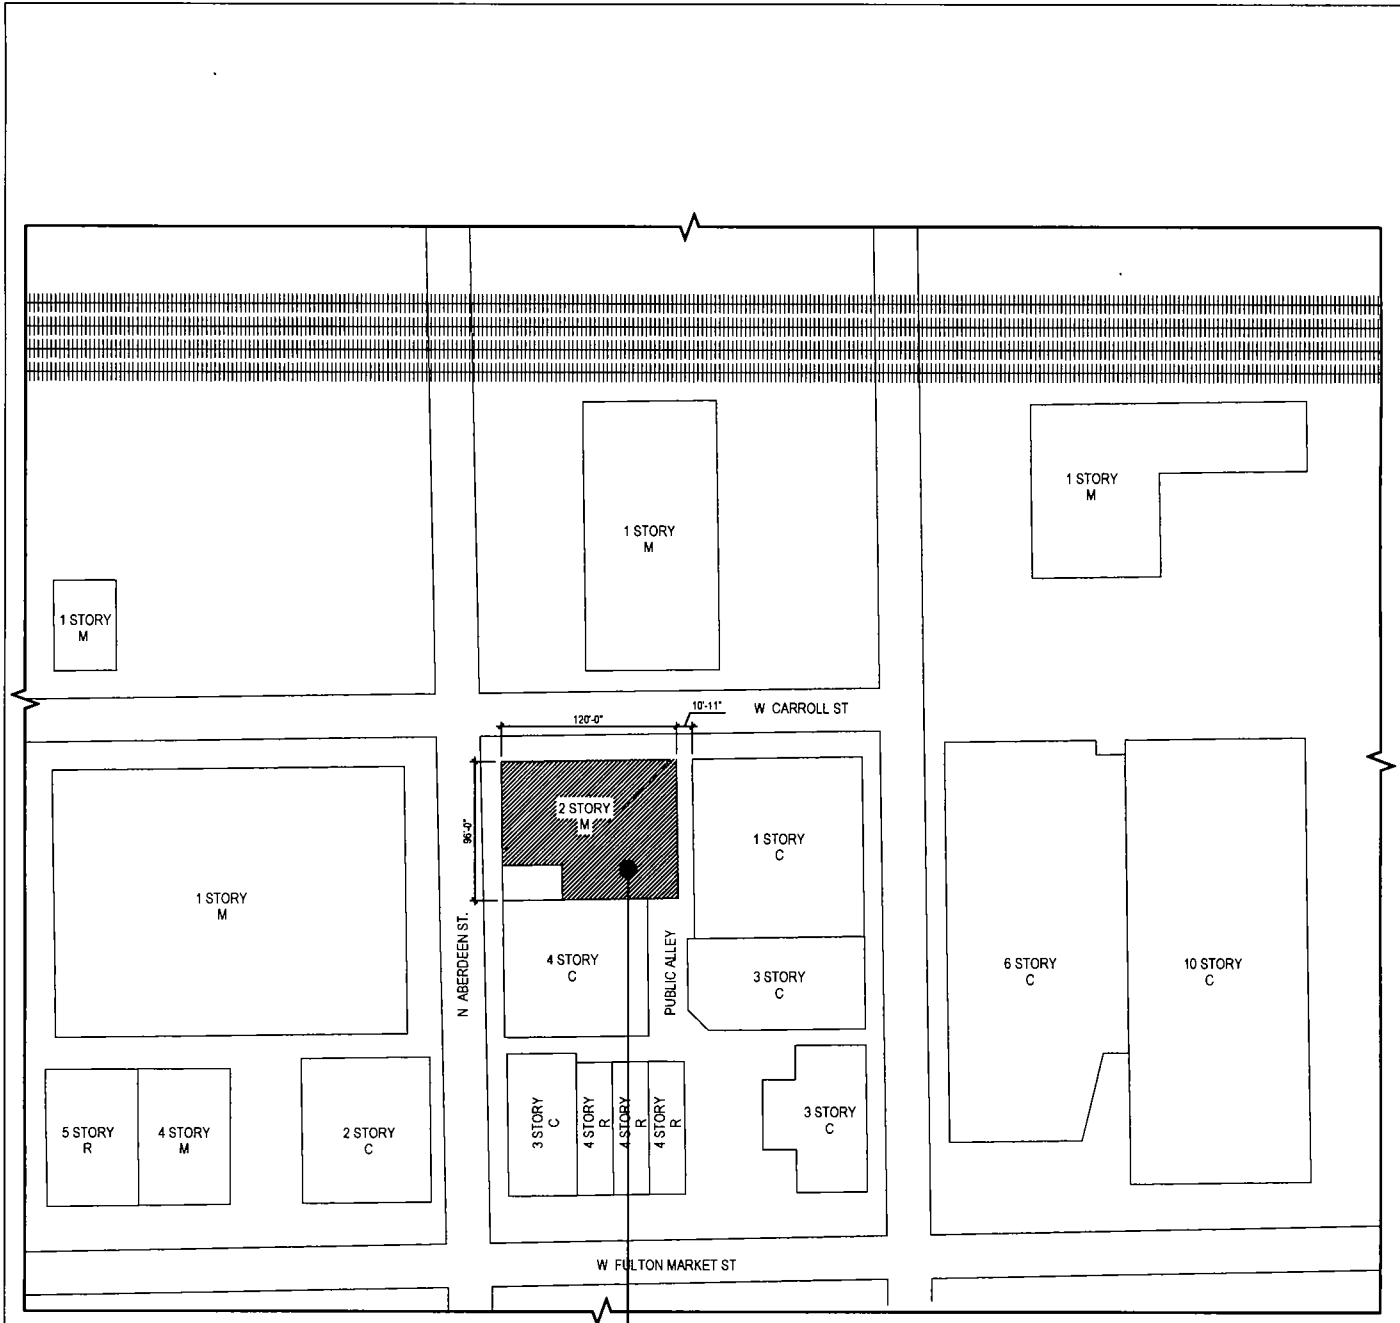 1 STORY
M
1 STORY
M
1 STORY
M
W CARROLL ST
120'-0"
10'-11"
96'-0"
2 STORY
M
1 STORY
C
1 STORY
M
N ABERDEEN ST.
4 STORY
C
PUBLIC ALLEY
3 STORY
C
6 STORY
C
10 STORY
C
5 STORY
R
4 STORY
M
2 STORY
C
3 STORY
C
4 STORY
R
4 STORY
R
4 STORY
R
3 STORY
C
W FULTON MARKET ST